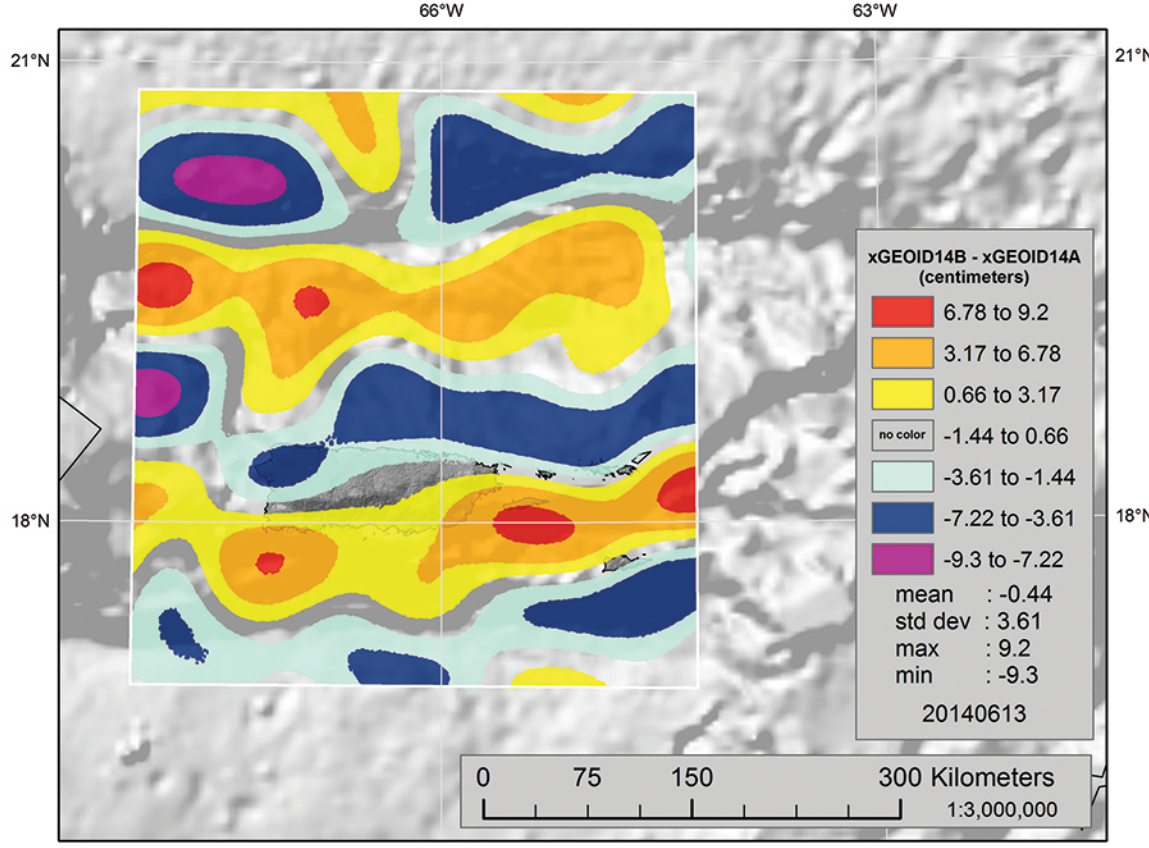 66°W
63°W
21°N
21°N
xGEOID14B - xGEOID14A
(centimeters)
6.78 to 9.2
3.17 to 6.78
0.66 to 3.17
no color -1.44 to 0.66
-3.61 to -1.44
-7.22 to -3.61
-9.3 to -7.22
mean : -0.44
std dev : 3.61
max : 9.2
min : -9.3
20140613
18°N
18°N
0 75 150 300 Kilometers
1:3,000,000